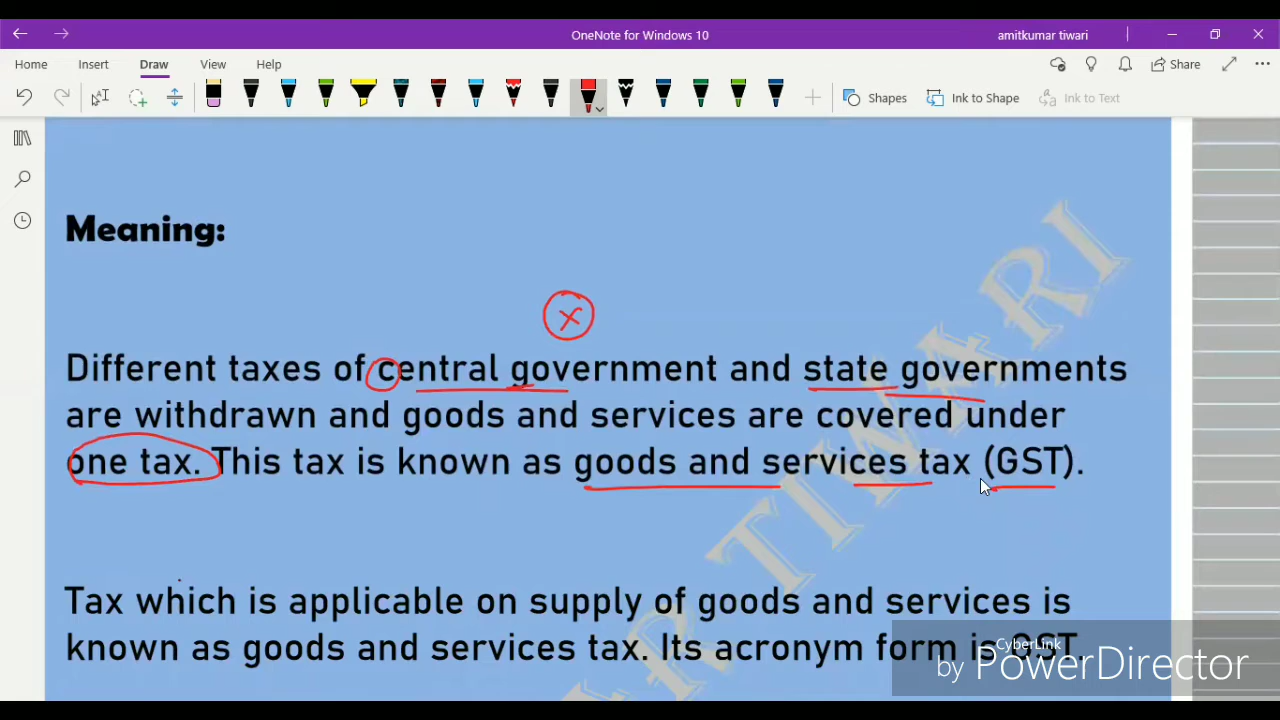 OneNote for Windows 10
amitkumar tiwari
Home Insert Draw View Help
Share
Shapes
Ink to Shape
Ink to Text
Meaning:
x
Different taxes of central government and state governments
are withdrawn and goods and services are covered under
one tax. This tax is known as goods and services tax (GST).
Tax which is applicable on supply of goods and services is
known as goods and services tax. Its acronym form is GST.
TIWARI
CyberLink
by PowerDirector